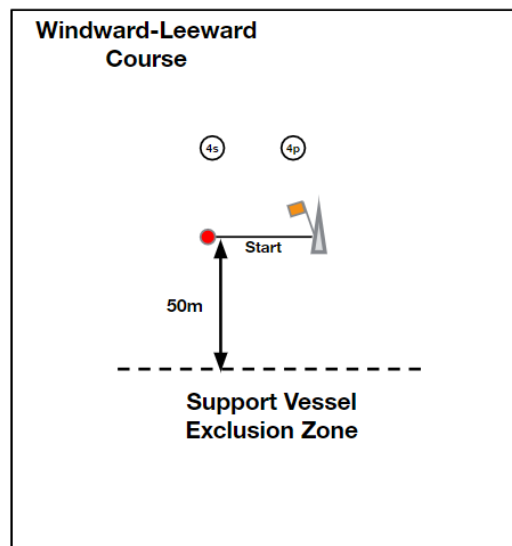 Windward-Leeward
Course
4s
4p
Start
50m
Support Vessel
Exclusion Zone